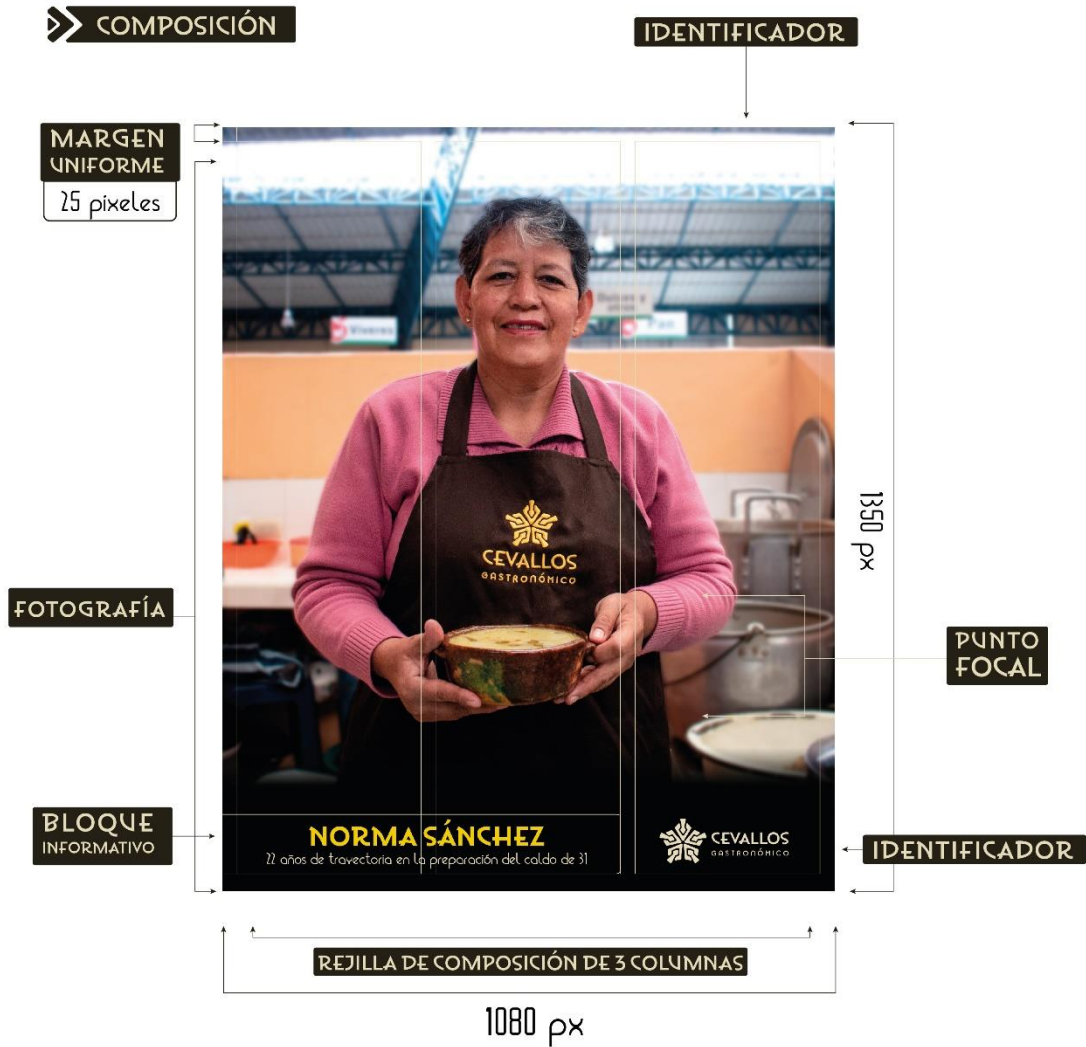 COMPOSICIÓN
IDENTIFICADOR
MARGEN
UNIFORME
25 píxeles
Viveres
Pan
CEVALLOS
GASTRONÓMICO
1350 px
FOTOGRAFÍA
PUNTO
FOCAL
BLOQUE
INFORMATIVO
NORMA SÁNCHEZ
22 años de trayectoria en la preparación del caldo de 31
CEVALLOS
GASTRONÓMICO
IDENTIFICADOR
REJILLA DE COMPOSICIÓN DE 3 COLUMNAS
1080 px